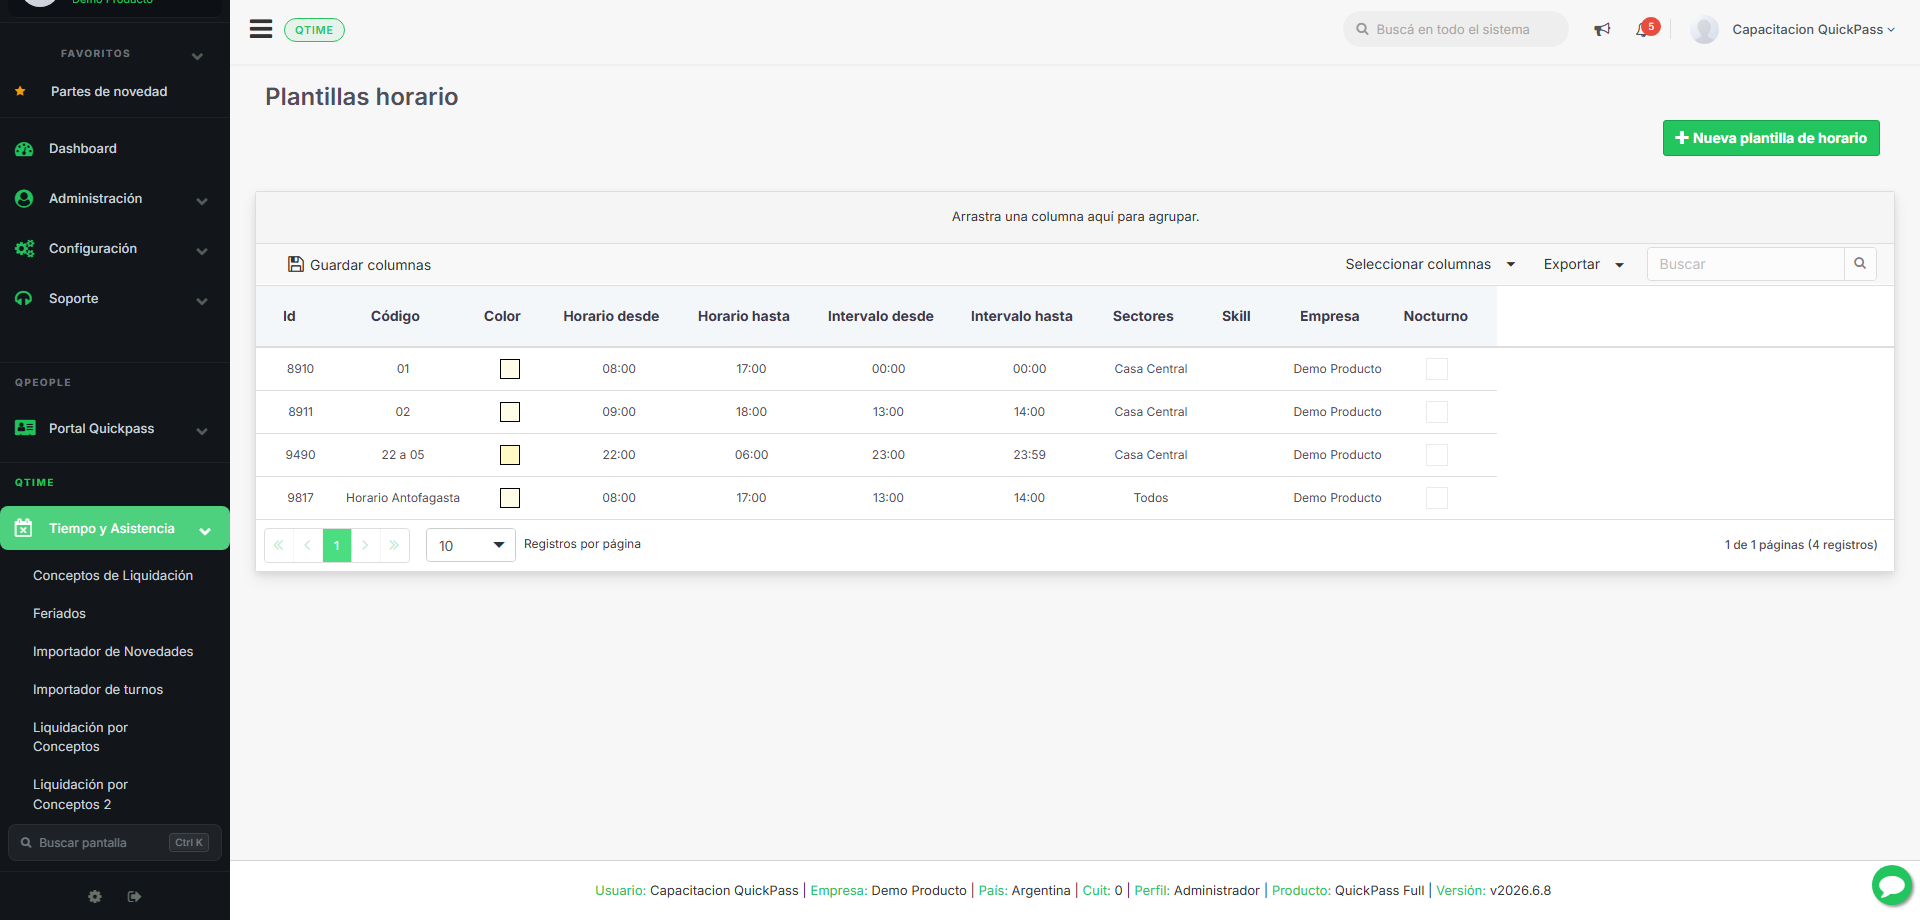 Demo Producto
FAVORITOS
Partes de novedad
Dashboard
Administración
Configuración
Soporte
QPEOPLE
Portal Quickpass
QTIME
Tiempo y Asistencia
Conceptos de Liquidación
Feriados
Importador de Novedades
Importador de turnos
Liquidación por
Conceptos
Liquidación por
Conceptos 2
Buscar pantalla Ctrl K
QTIME
Buscá en todo el sistema
5
Capacitacion QuickPass
Plantillas horario
Nueva plantilla de horario
Arrastra una columna aquí para agrupar.
Guardar columnas Seleccionar columnas Exportar Buscar
Id Código Color Horario desde Horario hasta Intervalo desde Intervalo hasta Sectores Skill Empresa Nocturno
8910 01 08:00 17:00 00:00 00:00 Casa Central Demo Producto
8911 02 09:00 18:00 13:00 14:00 Casa Central Demo Producto
9490 22 a 05 22:00 06:00 23:00 23:59 Casa Central Demo Producto
9817 Horario Antofagasta 08:00 17:00 13:00 14:00 Todos Demo Producto
1 10 Registros por página 1 de 1 páginas (4 registros)
Usuario: Capacitacion QuickPass | Empresa: Demo Producto | País: Argentina | Cuit: 0 | Perfil: Administrador | Producto: QuickPass Full | Versión: v2026.6.8